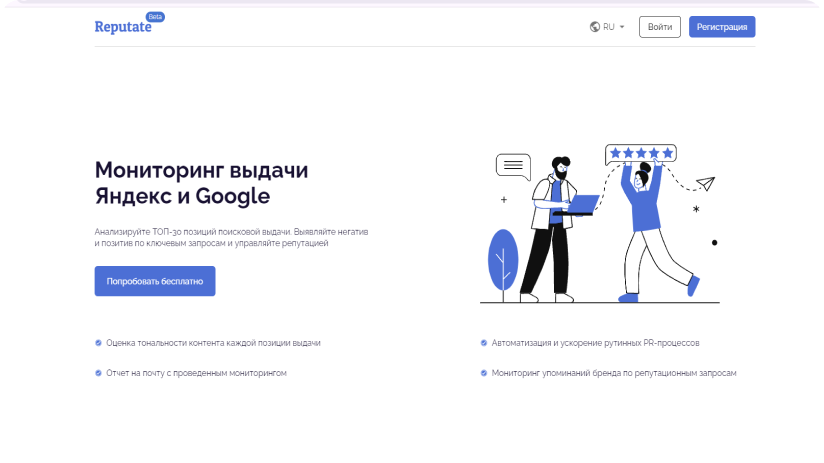 Reputate
Beta
RU
Войти
Регистрация
Мониторинг выдачи
Яндекс и Google
Анализируйте ТОП-30 позиций поисковой выдачи. Выявляйте негатив
и позитив по ключевым запросам и управляйте репутацией
Попробовать бесплатно
Оценка тональности контента каждой позиции выдачи
Автоматизация и ускорение рутинных PR-процессов
Отчет на почту с проведенным мониторингом
Мониторинг упоминаний бренда по репутационным запросам